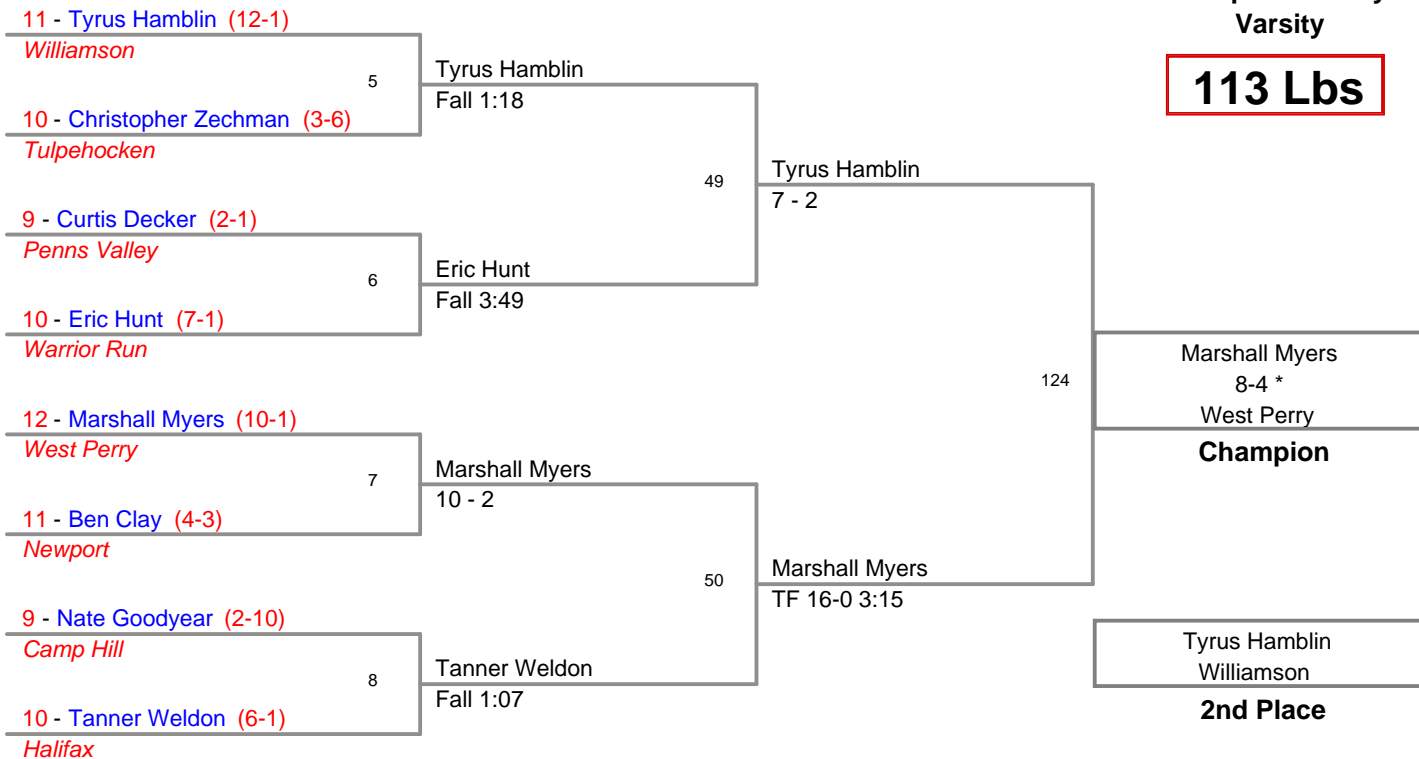 Varsity
113 Lbs
11 - Tyrus Hamblin (12-1)
Williamson
5
Tyrus Hamblin
Fall 1:18
10 - Christopher Zechman (3-6)
Tulpehocken
49
Tyrus Hamblin
7 - 2
9 - Curtis Decker (2-1)
Penns Valley
6
Eric Hunt
Fall 3:49
10 - Eric Hunt (7-1)
Warrior Run
124
Marshall Myers
8-4 *
West Perry
Champion
12 - Marshall Myers (10-1)
West Perry
7
Marshall Myers
10 - 2
11 - Ben Clay (4-3)
Newport
50
Marshall Myers
TF 16-0 3:15
9 - Nate Goodyear (2-10)
Camp Hill
8
Tanner Weldon
Fall 1:07
10 - Tanner Weldon (6-1)
Halifax
Tyrus Hamblin
Williamson
2nd Place